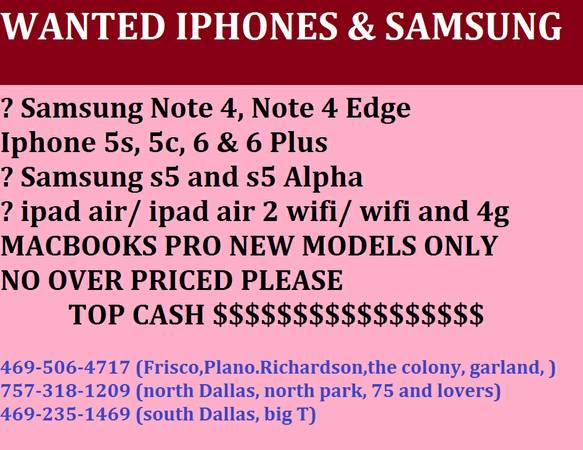 WANTED IPHONES & SAMSUNG
? Samsung Note 4, Note 4 Edge
Iphone 5s, 5c, 6 & 6 Plus
? Samsung s5 and s5 Alpha
? ipad air/ ipad air 2 wifi/ wifi and 4g
MACBOOKS PRO NEW MODELS ONLY
NO OVER PRICED PLEASE
TOP CASH $$$$$$$$$$$$$$$$$
469-506-4717 (Frisco,Plano.Richardson,the colony, garland, )
757-318-1209 (north Dallas, north park, 75 and lovers)
469-235-1469 (south Dallas, big T)